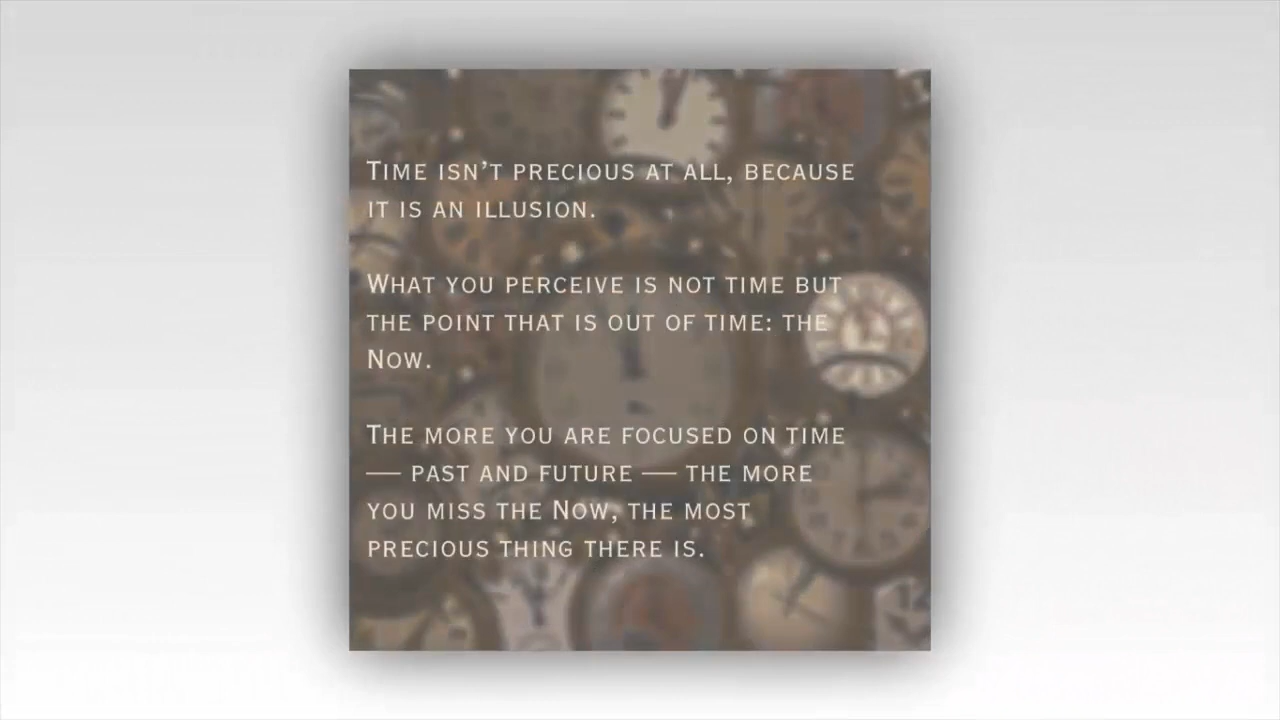 Time isn't precious at all, because
it is an illusion.
What you perceive is not time but
the point that is out of time: the
Now.
The more you are focused on time
— past and future — the more
you miss the Now, the most
precious thing there is.